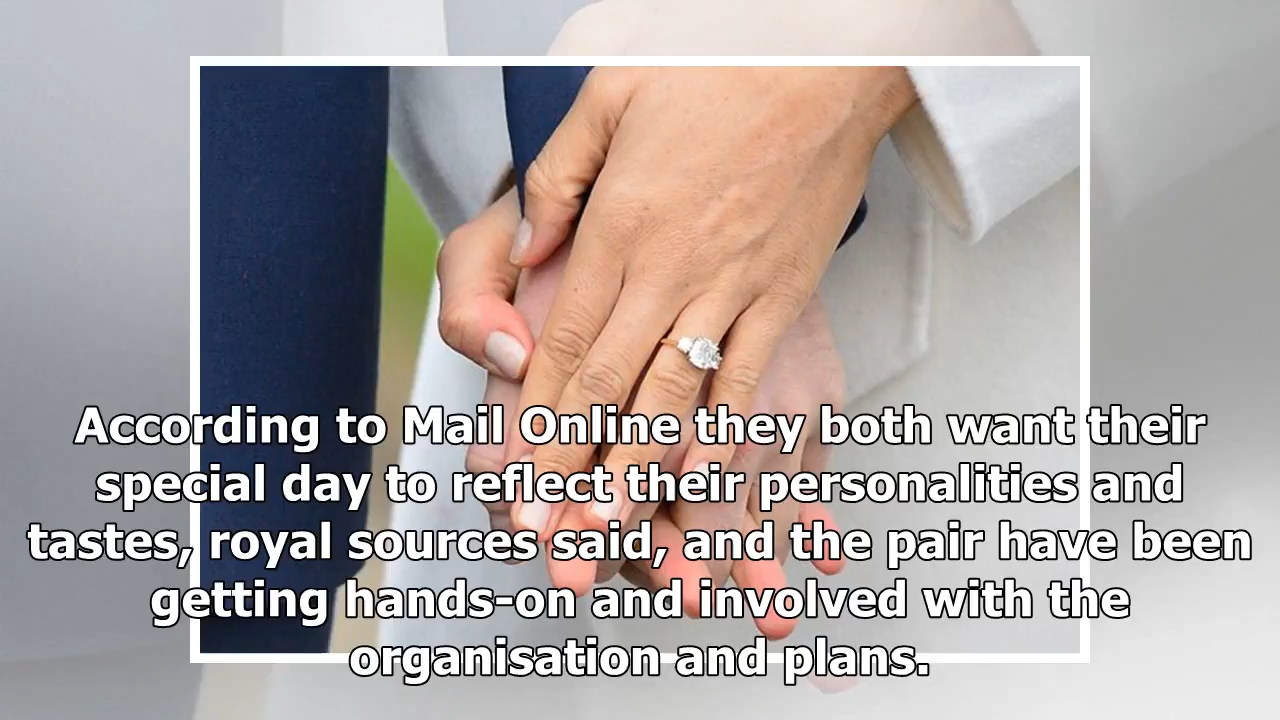 According to Mail Online they both want their
special day to reflect their personalities and
tastes, royal sources said, and the pair have been
getting hands-on and involved with the
organisation and plans.